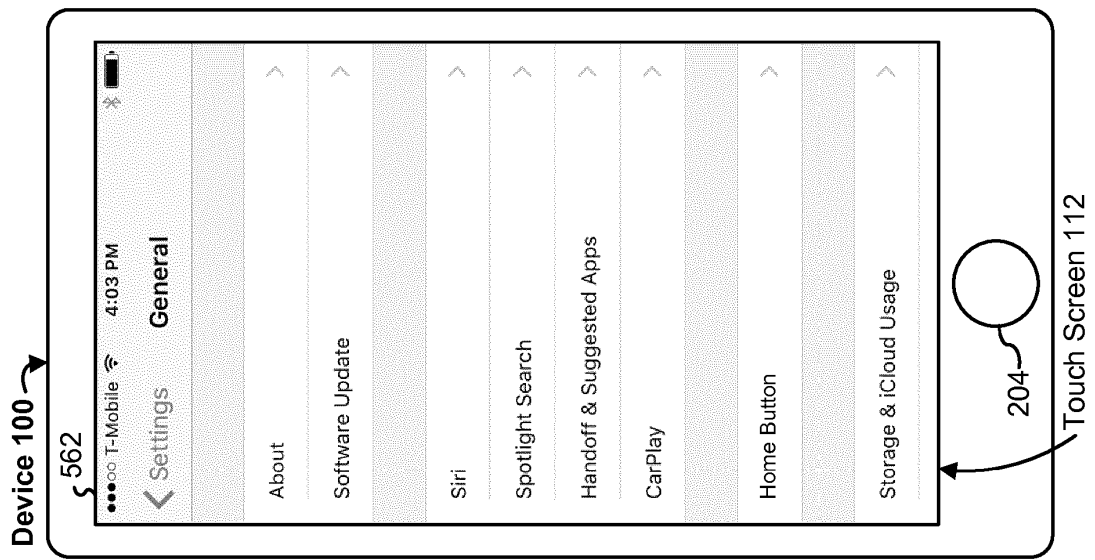 Device 100
562
●●●○○ T-Mobile 4:03 PM
Settings General
About
Software Update
Siri
Spotlight Search
Handoff & Suggested Apps
CarPlay
Home Button
Storage & iCloud Usage
204
Touch Screen 112